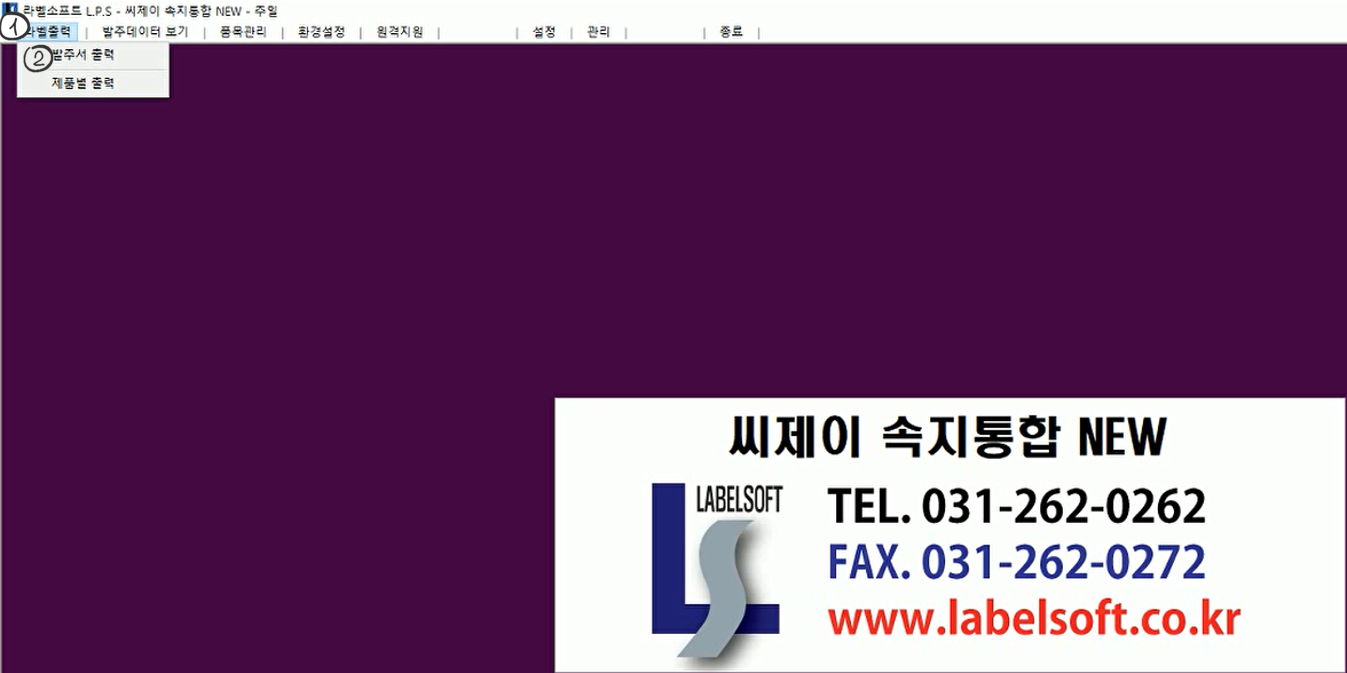 라벨소프트 L.P.S - 씨제이 속지통합 NEW - 주일
① 라벨출력 | 발주데이터 보기 | 품목관리 | 환경설정 | 원격지원 | | 설정 | 관리 | | 종료 |
② 발주서 출력
제품별 출력
씨제이 속지통합 NEW
LABELSOFT
TEL. 031-262-0262
FAX. 031-262-0272
www.labelsoft.co.kr